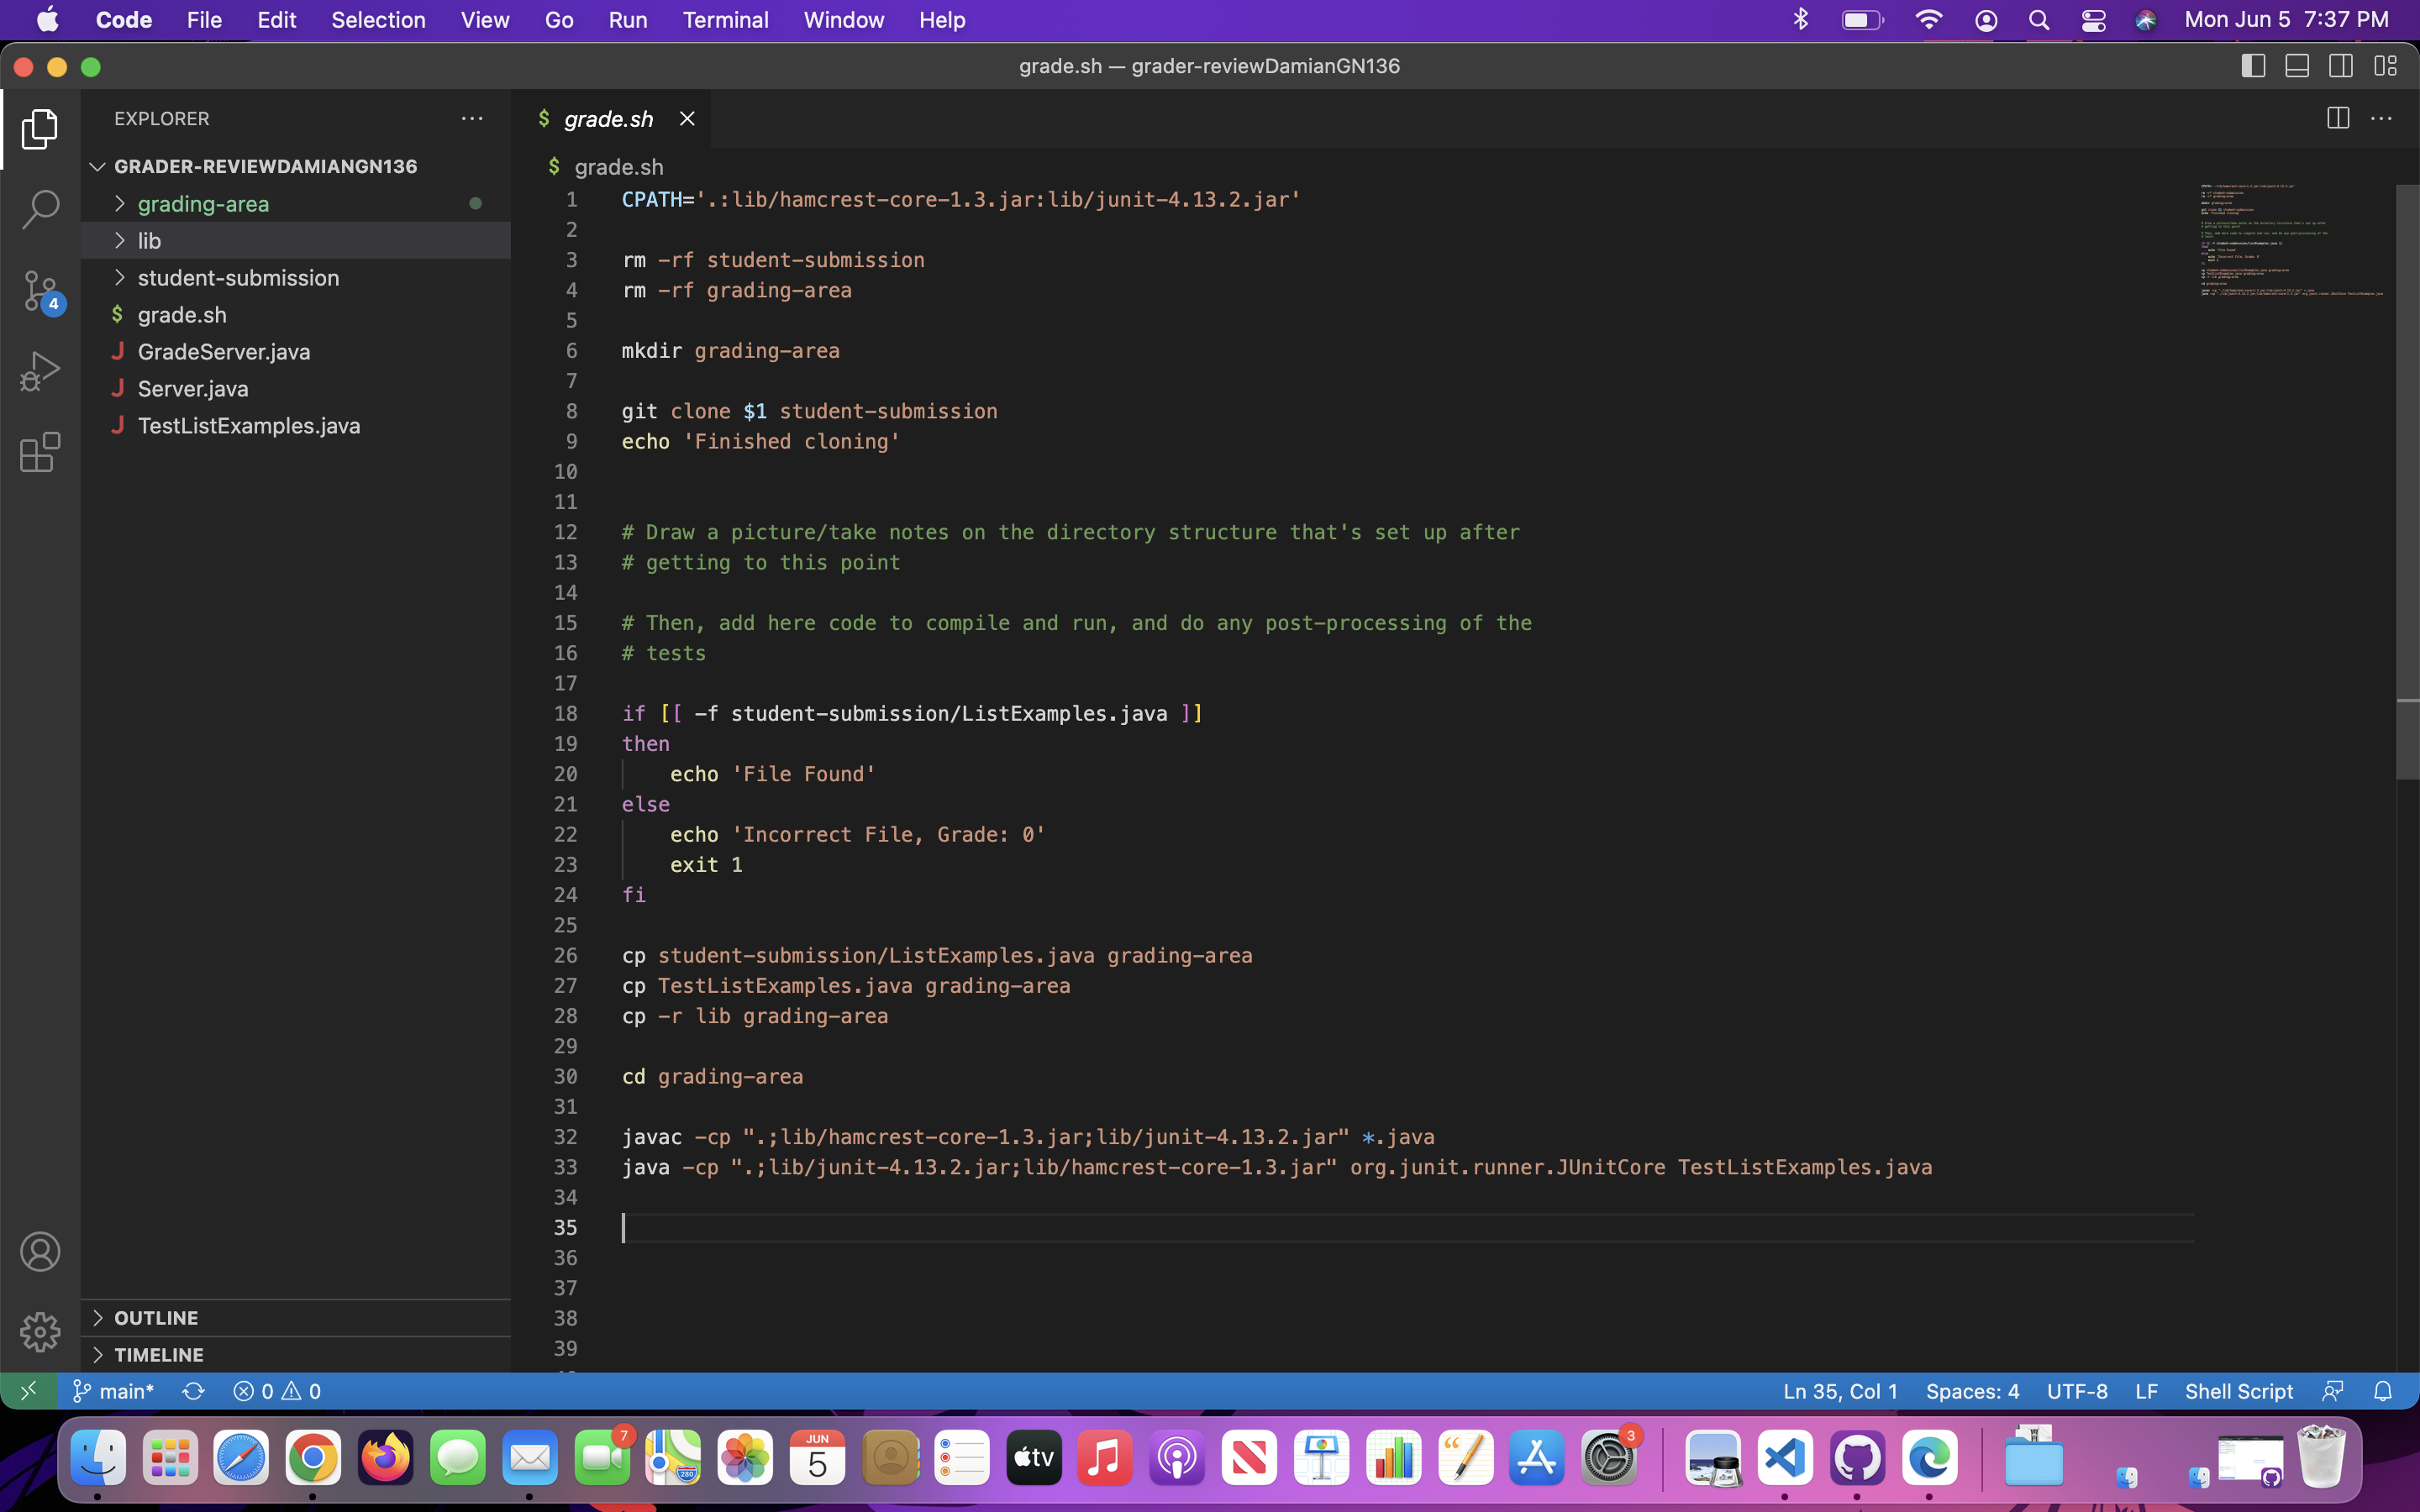 Code File Edit Selection View Go Run Terminal Window Help Mon Jun 5 7:37 PM
grade.sh — grader-reviewDamianGN136
EXPLORER
GRADER-REVIEWDAMIANGN136
grading-area
lib
student-submission
$ grade.sh
J GradeServer.java
J Server.java
J TestListExamples.java
4
OUTLINE
TIMELINE
$ grade.sh
$ grade.sh
1 CPATH='.:lib/hamcrest-core-1.3.jar:lib/junit-4.13.2.jar'
2
3 rm -rf student-submission
4 rm -rf grading-area
5
6 mkdir grading-area
7
8 git clone $1 student-submission
9 echo 'Finished cloning'
10
11
12 # Draw a picture/take notes on the directory structure that's set up after
13 # getting to this point
14
15 # Then, add here code to compile and run, and do any post-processing of the
16 # tests
17
18 if [[ -f student-submission/ListExamples.java ]]
19 then
20 echo 'File Found'
21 else
22 echo 'Incorrect File, Grade: 0'
23 exit 1
24 fi
25
26 cp student-submission/ListExamples.java grading-area
27 cp TestListExamples.java grading-area
28 cp -r lib grading-area
29
30 cd grading-area
31
32 javac -cp ".;lib/hamcrest-core-1.3.jar;lib/junit-4.13.2.jar" *.java
33 java -cp ".;lib/junit-4.13.2.jar;lib/hamcrest-core-1.3.jar" org.junit.runner.JUnitCore TestListExamples.java
34
35
36
37
38
39
main* 0 0 Ln 35, Col 1 Spaces: 4 UTF-8 LF Shell Script
7
280
JUN
5
tv
3